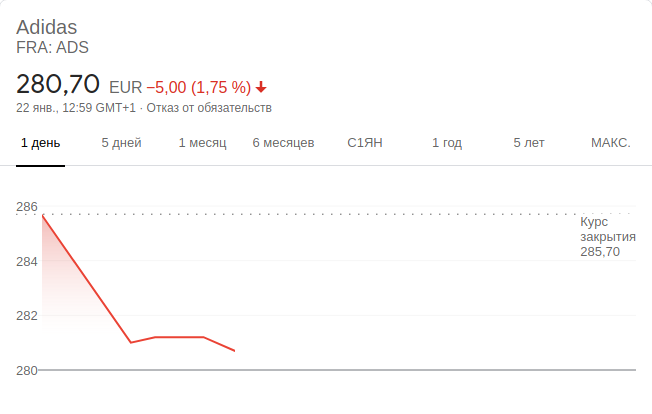 Adidas
FRA: ADS
280,70 EUR −5,00 (1,75 %)
22 янв., 12:59 GMT+1 · Отказ от обязательств
1 день 5 дней 1 месяц 6 месяцев С1ЯН 1 год 5 лет МАКС.
286
Курс
закрытия
285,70
284
282
280